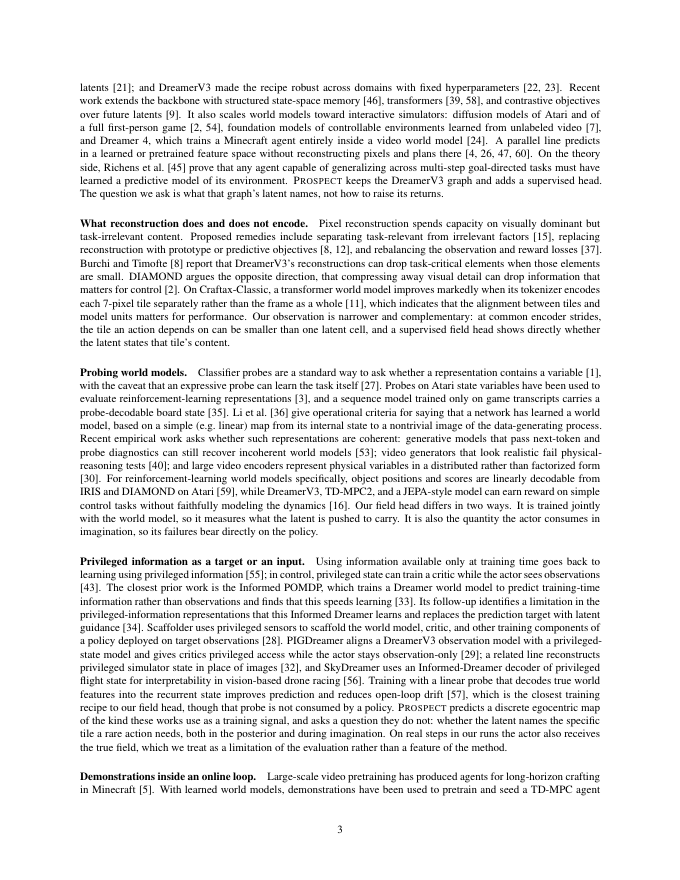 latents [21]; and DreamerV3 made the recipe robust across domains with fixed hyperparameters [22, 23]. Recent
work extends the backbone with structured state-space memory [46], transformers [39, 58], and contrastive objectives
over future latents [9]. It also scales world models toward interactive simulators: diffusion models of Atari and of
a full first-person game [2, 54], foundation models of controllable environments learned from unlabeled video [7],
and Dreamer 4, which trains a Minecraft agent entirely inside a video world model [24]. A parallel line predicts
in a learned or pretrained feature space without reconstructing pixels and plans there [4, 26, 47, 60]. On the theory
side, Richens et al. [45] prove that any agent capable of generalizing across multi-step goal-directed tasks must have
learned a predictive model of its environment. PROSPECT keeps the DreamerV3 graph and adds a supervised head.
The question we ask is what that graph's latent names, not how to raise its returns.
What reconstruction does and does not encode. Pixel reconstruction spends capacity on visually dominant but
task-irrelevant content. Proposed remedies include separating task-relevant from irrelevant factors [15], replacing
reconstruction with prototype or predictive objectives [8, 12], and rebalancing the observation and reward losses [37].
Burchi and Timofte [8] report that DreamerV3's reconstructions can drop task-critical elements when those elements
are small. DIAMOND argues the opposite direction, that compressing away visual detail can drop information that
matters for control [2]. On Craftax-Classic, a transformer world model improves markedly when its tokenizer encodes
each 7-pixel tile separately rather than the frame as a whole [11], which indicates that the alignment between tiles and
model units matters for performance. Our observation is narrower and complementary: at common encoder strides,
the tile an action depends on can be smaller than one latent cell, and a supervised field head shows directly whether
the latent states that tile's content.
Probing world models. Classifier probes are a standard way to ask whether a representation contains a variable [1],
with the caveat that an expressive probe can learn the task itself [27]. Probes on Atari state variables have been used to
evaluate reinforcement-learning representations [3], and a sequence model trained only on game transcripts carries a
probe-decodable board state [35]. Li et al. [36] give operational criteria for saying that a network has learned a world
model, based on a simple (e.g. linear) map from its internal state to a nontrivial image of the data-generating process.
Recent empirical work asks whether such representations are coherent: generative models that pass next-token and
probe diagnostics can still recover incoherent world models [53]; video generators that look realistic fail physical-
reasoning tests [40]; and large video encoders represent physical variables in a distributed rather than factorized form
[30]. For reinforcement-learning world models specifically, object positions and scores are linearly decodable from
IRIS and DIAMOND on Atari [59], while DreamerV3, TD-MPC2, and a JEPA-style model can earn reward on simple
control tasks without faithfully modeling the dynamics [16]. Our field head differs in two ways. It is trained jointly
with the world model, so it measures what the latent is pushed to carry. It is also the quantity the actor consumes in
imagination, so its failures bear directly on the policy.
Privileged information as a target or an input. Using information available only at training time goes back to
learning using privileged information [55]; in control, privileged state can train a critic while the actor sees observations
[43]. The closest prior work is the Informed POMDP, which trains a Dreamer world model to predict training-time
information rather than observations and finds that this speeds learning [33]. Its follow-up identifies a limitation in the
privileged-information representations that this Informed Dreamer learns and replaces the prediction target with latent
guidance [34]. Scaffolder uses privileged sensors to scaffold the world model, critic, and other training components of
a policy deployed on target observations [28]. PIGDreamer aligns a DreamerV3 observation model with a privileged-
state model and gives critics privileged access while the actor stays observation-only [29]; a related line reconstructs
privileged simulator state in place of images [32], and SkyDreamer uses an Informed-Dreamer decoder of privileged
flight state for interpretability in vision-based drone racing [56]. Training with a linear probe that decodes true world
features into the recurrent state improves prediction and reduces open-loop drift [57], which is the closest training
recipe to our field head, though that probe is not consumed by a policy. PROSPECT predicts a discrete egocentric map
of the kind these works use as a training signal, and asks a question they do not: whether the latent names the specific
tile a rare action needs, both in the posterior and during imagination. On real steps in our runs the actor also receives
the true field, which we treat as a limitation of the evaluation rather than a feature of the method.
Demonstrations inside an online loop. Large-scale video pretraining has produced agents for long-horizon crafting
in Minecraft [5]. With learned world models, demonstrations have been used to pretrain and seed a TD-MPC agent
3